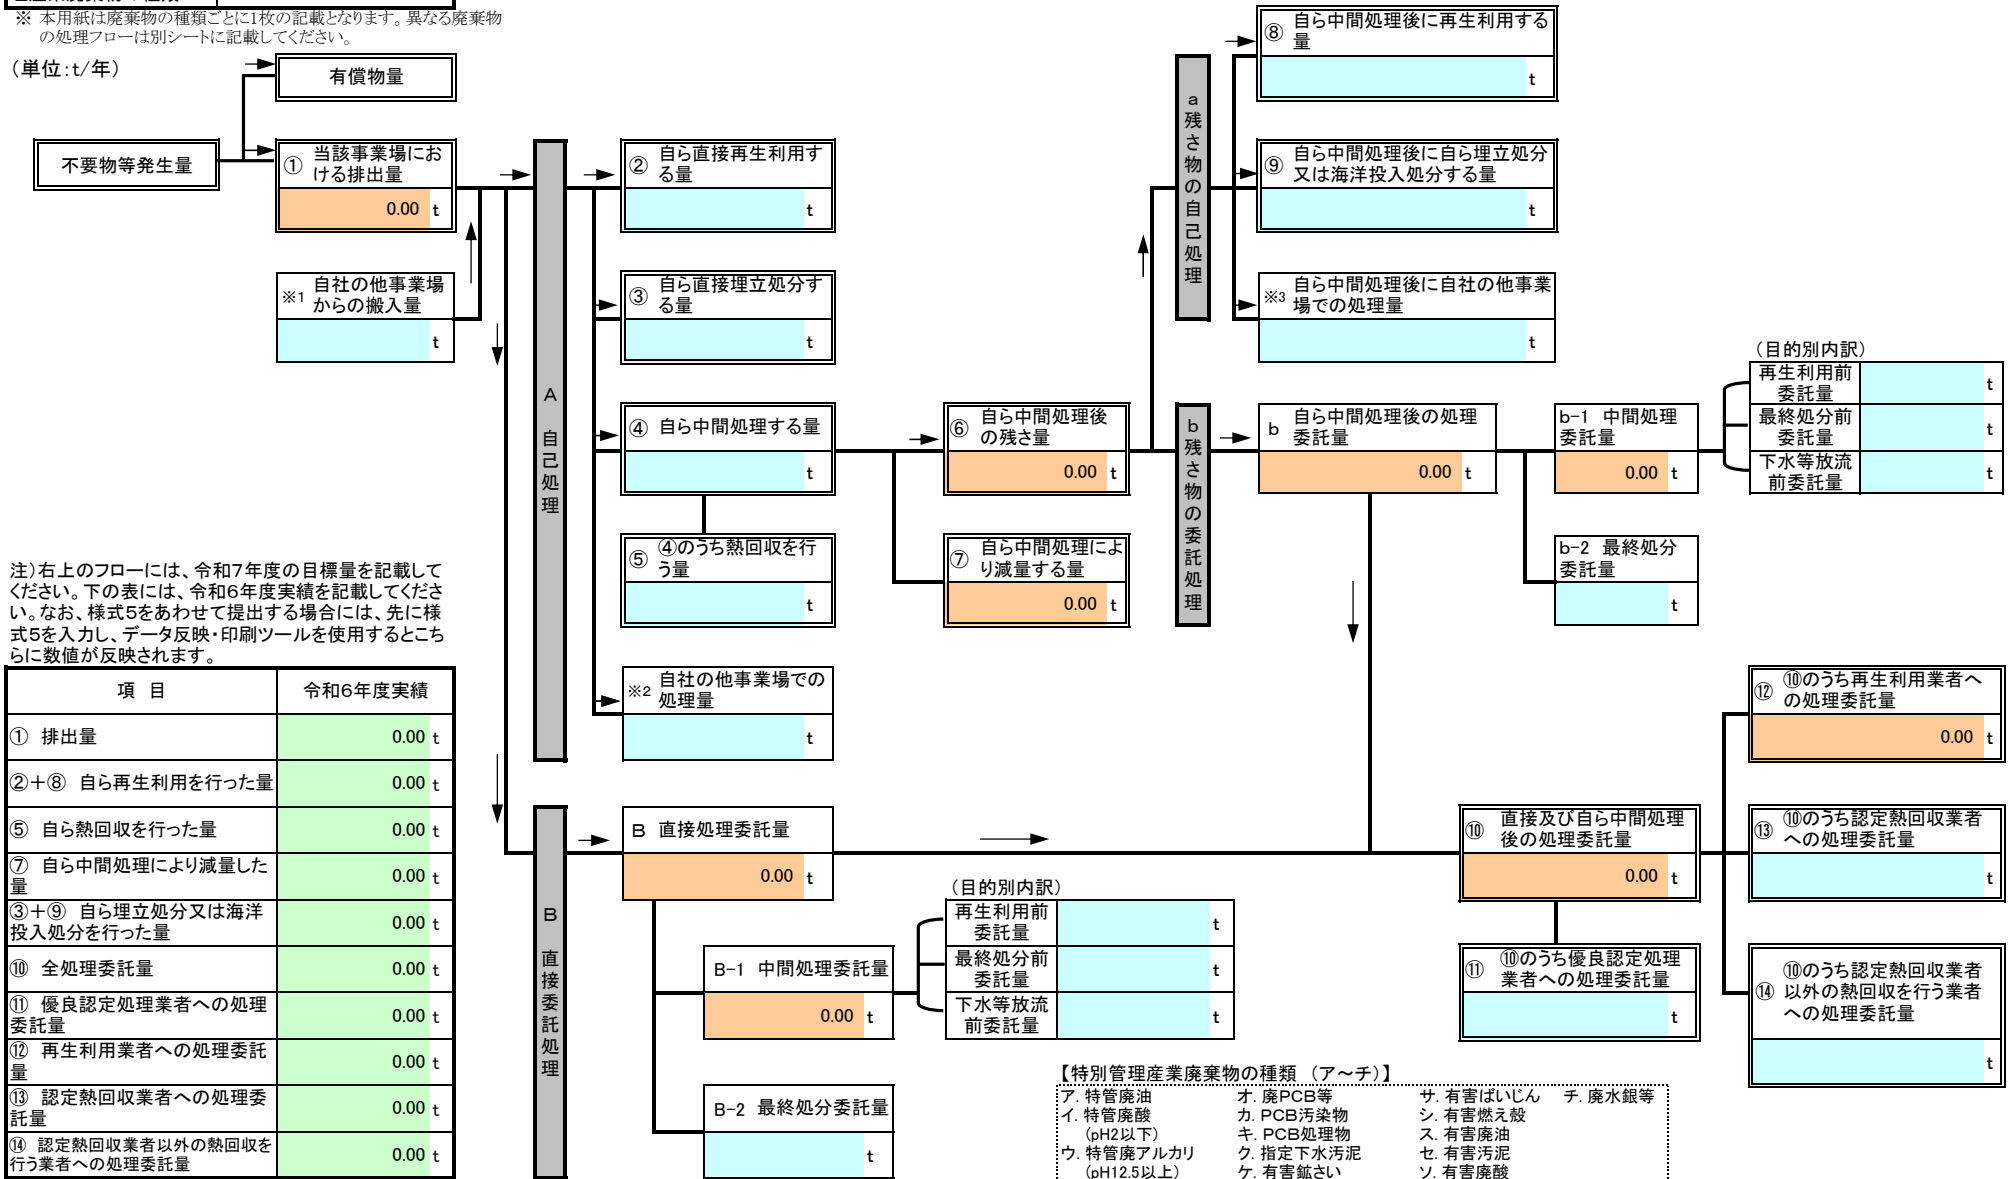 ※ 本用紙は廃棄物の種類ごとに1枚の記載となります。異なる廃棄物
の処理フローは別シートに記載してください。
（単位:t/年）
有償物量
不要物等発生量
① 当該事業場にお
ける排出量
0.00 t
※1 自社の他事業場
からの搬入量
t
A 自己処理
② 自ら直接再生利用す
る量
t
③ 自ら直接埋立処分す
る量
t
④ 自ら中間処理する量
t
⑤ ④のうち熱回収を行
う量
t
※2 自社の他事業場での
処理量
t
⑥ 自ら中間処理後
の残さ量
0.00 t
⑦ 自ら中間処理によ
り減量する量
0.00 t
a残さ物の自己処理
⑧ 自ら中間処理後に再生利用する
量
t
⑨ 自ら中間処理後に自ら埋立処分
又は海洋投入処分する量
t
※3 自ら中間処理後に自社の他事業
場での処理量
t
b残さ物の委託処理
b 自ら中間処理後の処理
委託量
0.00 t
b-1 中間処理
委託量
0.00 t
（目的別内訳）
再生利用前
委託量
t
最終処分前
委託量
t
下水等放流
前委託量
t
b-2 最終処分
委託量
t
注）右上のフローには、令和7年度の目標量を記載して
ください。下の表には、令和6年度実績を記載してくださ
い。なお、様式5をあわせて提出する場合には、先に様
式5を入力し、データ反映・印刷ツールを使用するとこち
らに数値が反映されます。
項 目 令和6年度実績
① 排出量 0.00 t
②＋⑧ 自ら再生利用を行った量 0.00 t
⑤ 自ら熱回収を行った量 0.00 t
⑦ 自ら中間処理により減量した
量 0.00 t
③＋⑨ 自ら埋立処分又は海洋
投入処分を行った量 0.00 t
⑩ 全処理委託量 0.00 t
⑪ 優良認定処理業者への処理
委託量 0.00 t
⑫ 再生利用業者への処理委託
量 0.00 t
⑬ 認定熱回収業者への処理委
託量 0.00 t
⑭ 認定熱回収業者以外の熱回収を
行う業者への処理委託量 0.00 t
B 直接委託処理
B 直接処理委託量
0.00 t
B-1 中間処理委託量
0.00 t
（目的別内訳）
再生利用前
委託量
t
最終処分前
委託量
t
下水等放流
前委託量
t
B-2 最終処分委託量
t
⑩ 直接及び自ら中間処理
後の処理委託量
0.00 t
⑪ ⑩のうち優良認定処理
業者への処理委託量
t
⑫ ⑩のうち再生利用業者へ
の処理委託量
0.00 t
⑬ ⑩のうち認定熱回収業者
への処理委託量
t
⑭ ⑩のうち認定熱回収業者
以外の熱回収を行う業者
への処理委託量
t
【特別管理産業廃棄物の種類 （ア～チ）】
ア. 特管廃油 オ. 廃PCB等 サ. 有害ばいじん チ. 廃水銀等
イ. 特管廃酸 カ. PCB汚染物 シ. 有害燃え殻
（pH2以下） キ. PCB処理物 ス. 有害廃油
ウ. 特管廃アルカリ ク. 指定下水汚泥 セ. 有害汚泥
（pH12.5以上） ケ. 有害鉱さい ソ. 有害廃酸